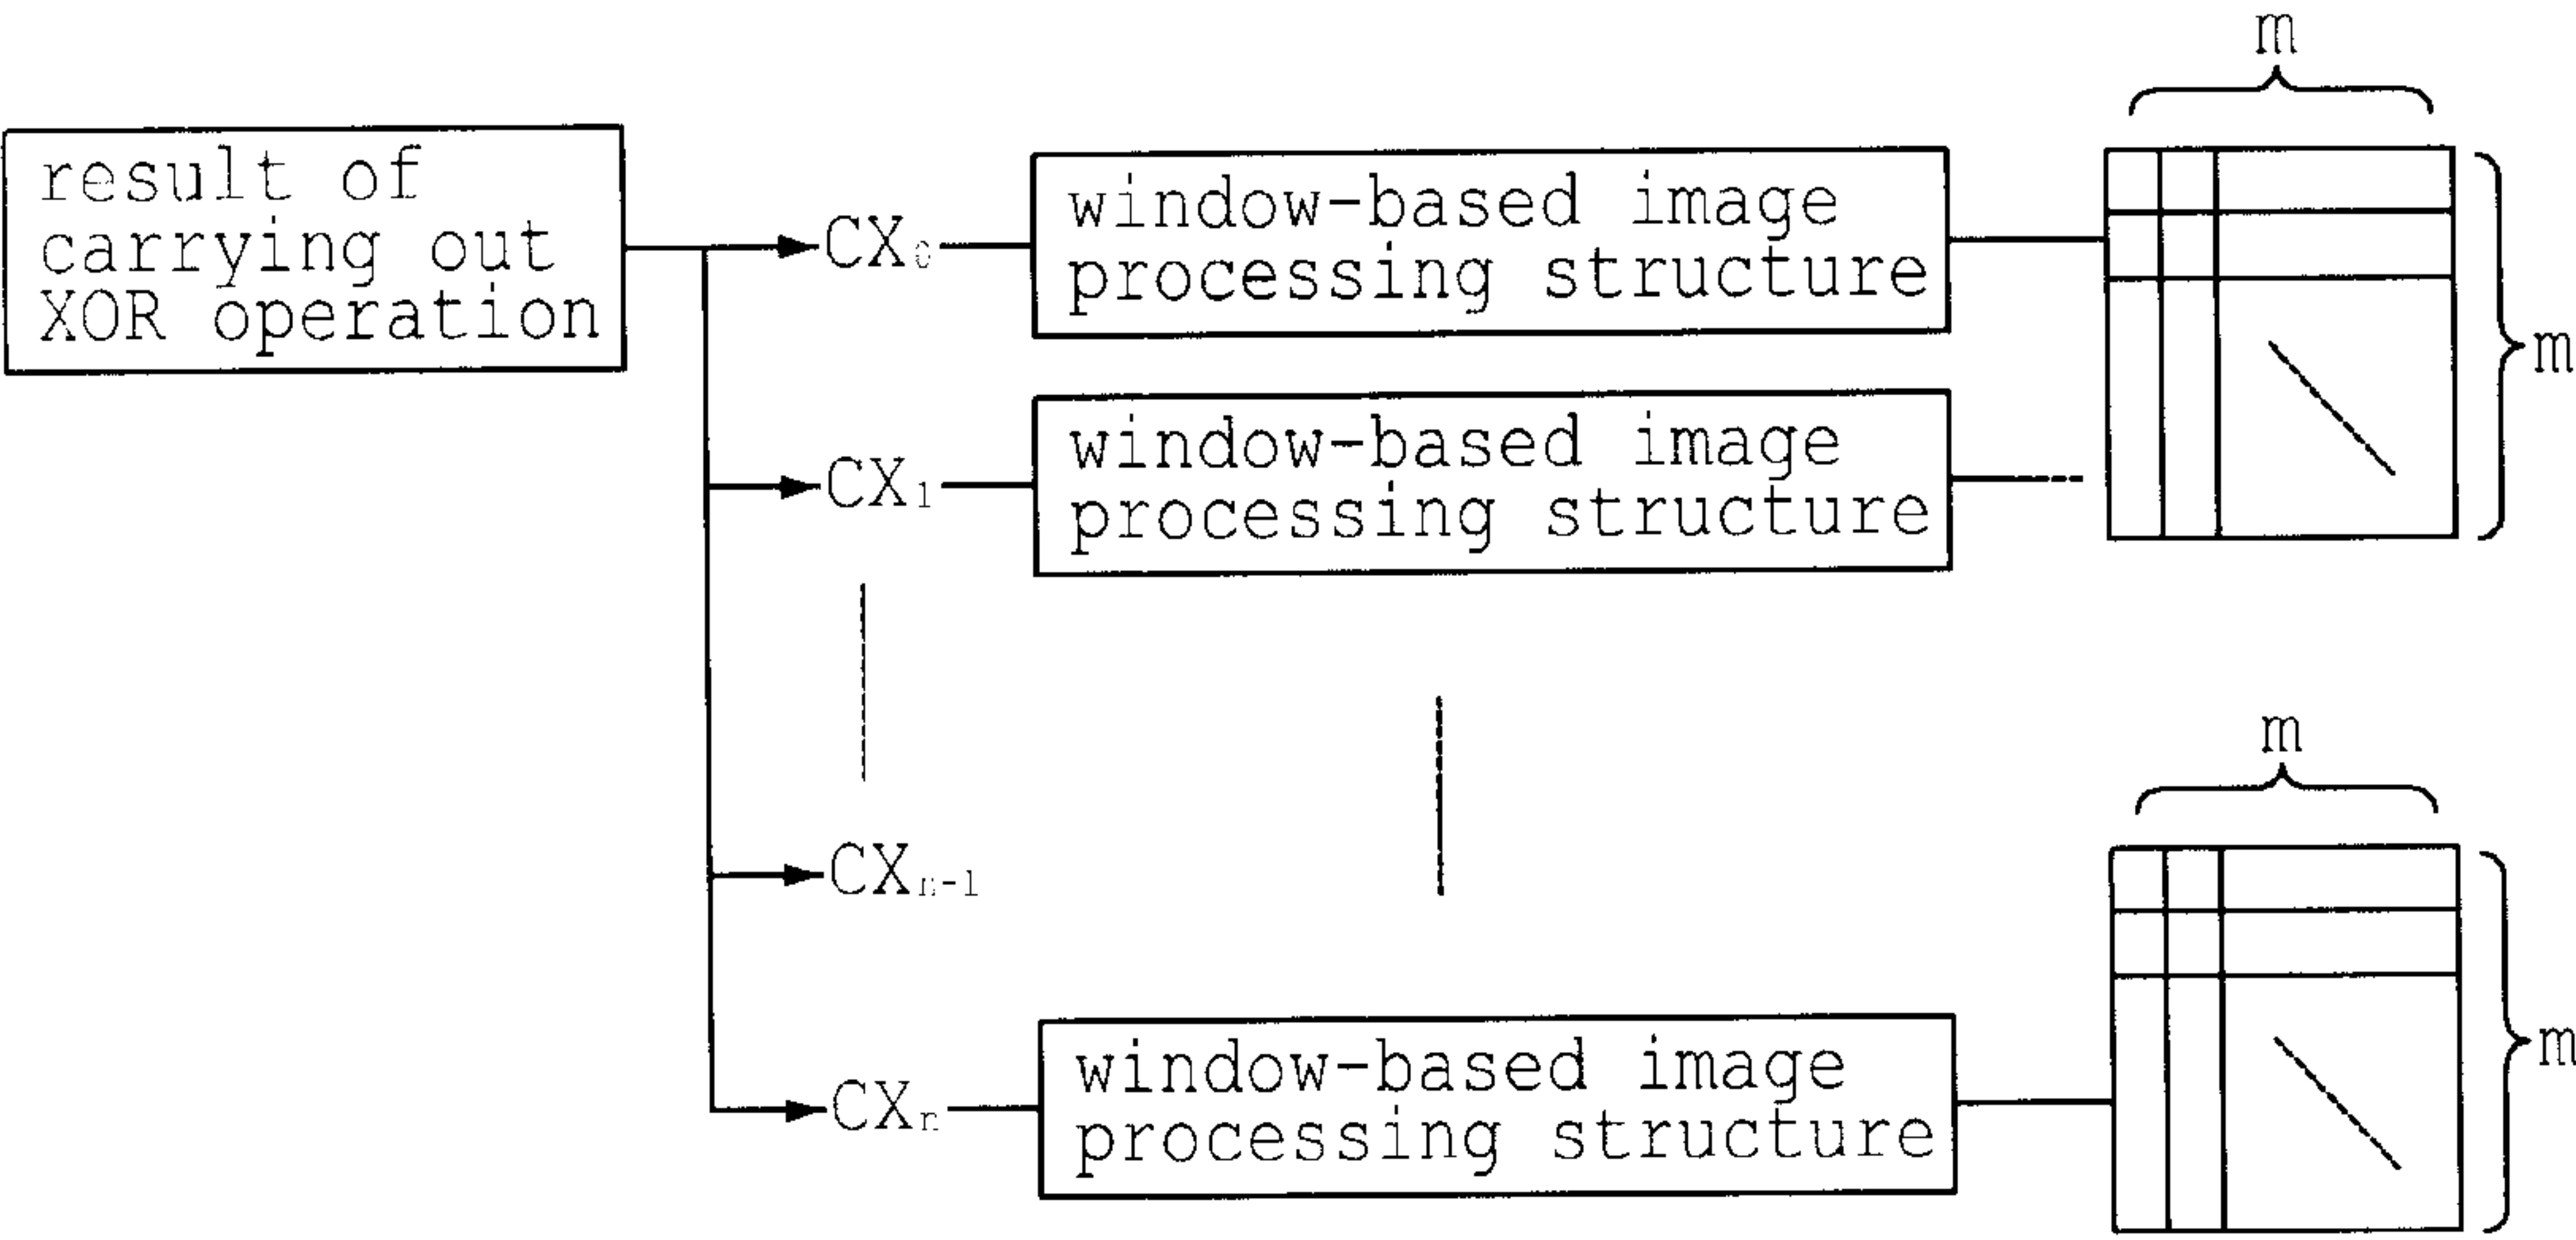 m
result of
carrying out
XOR operation
CX₀
window-based image
processing structure
m
CX₁
window-based image
processing structure
m
CXₙ₋₁
CXₙ
window-based image
processing structure
m